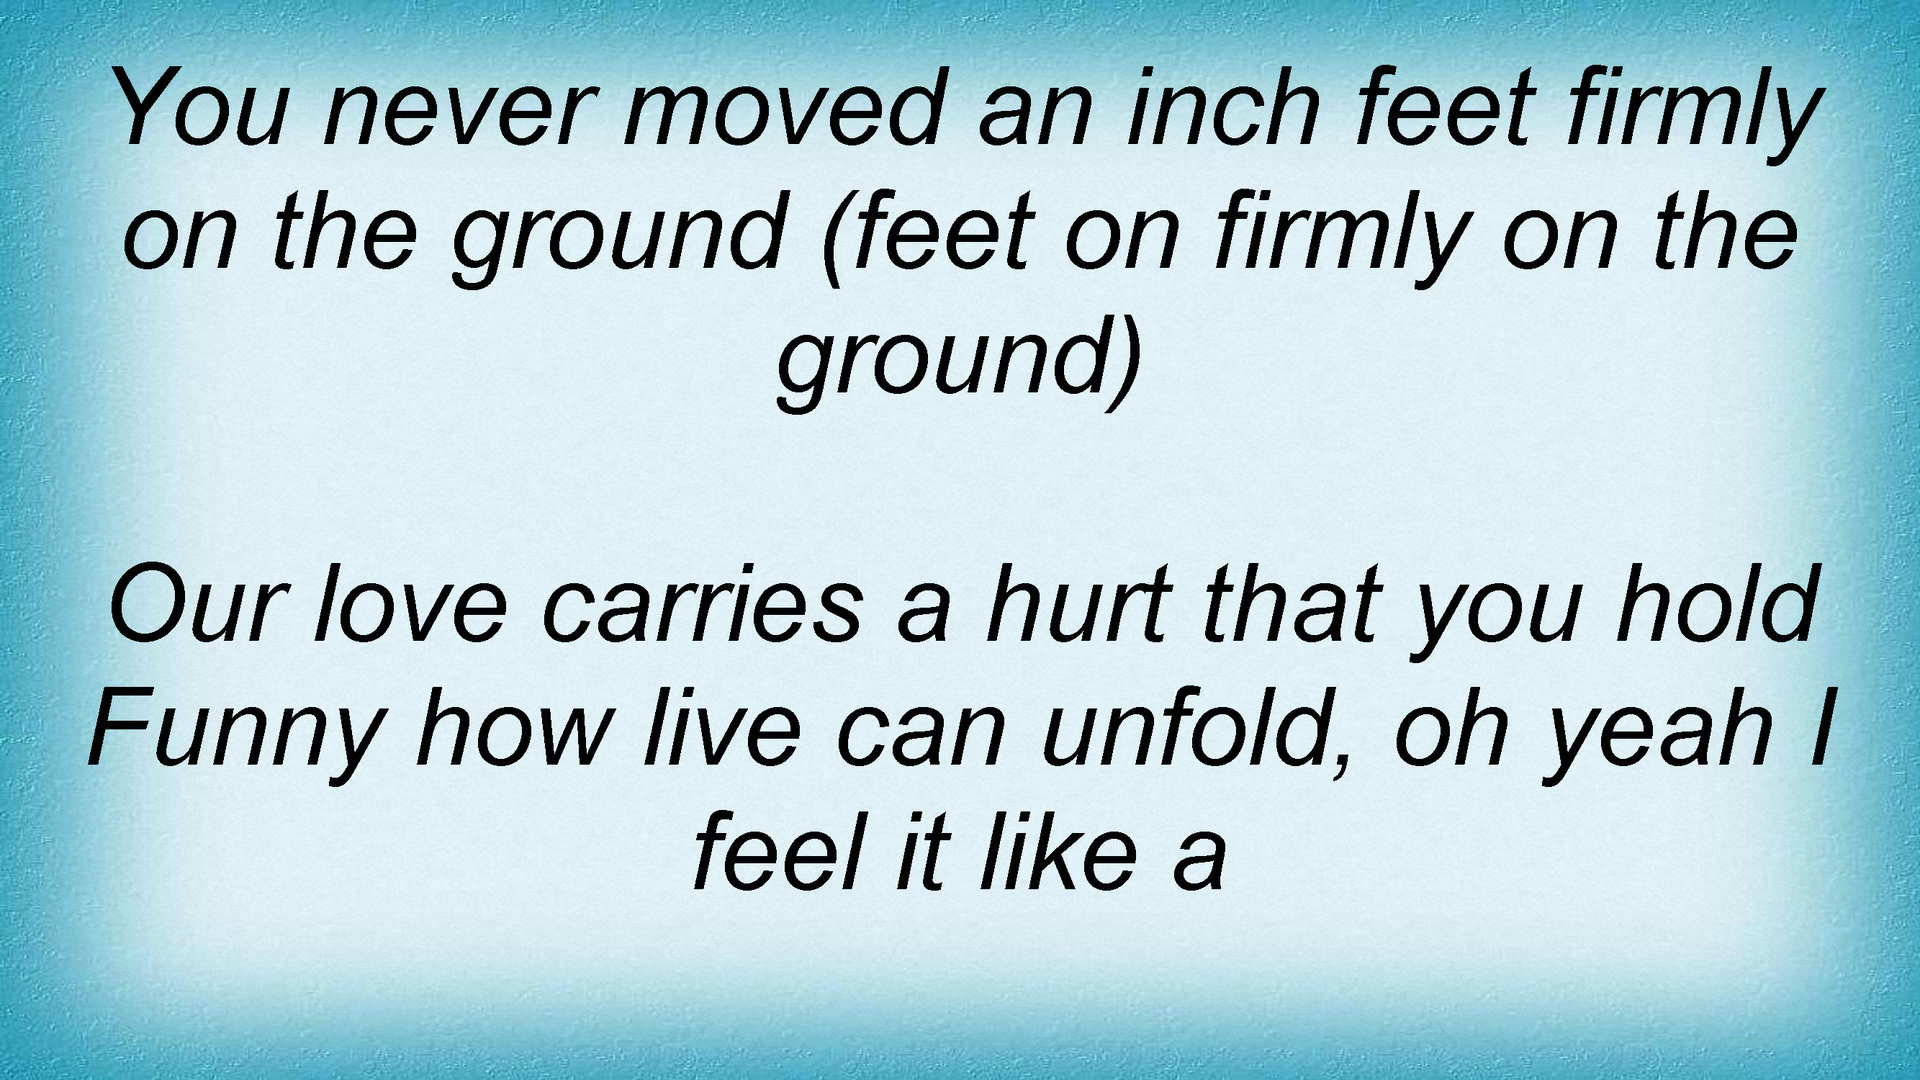 You never moved an inch feet firmly
on the ground (feet on firmly on the
ground)
Our love carries a hurt that you hold
Funny how live can unfold, oh yeah I
feel it like a